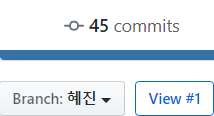 45 commits
Branch: 혜진
View #1